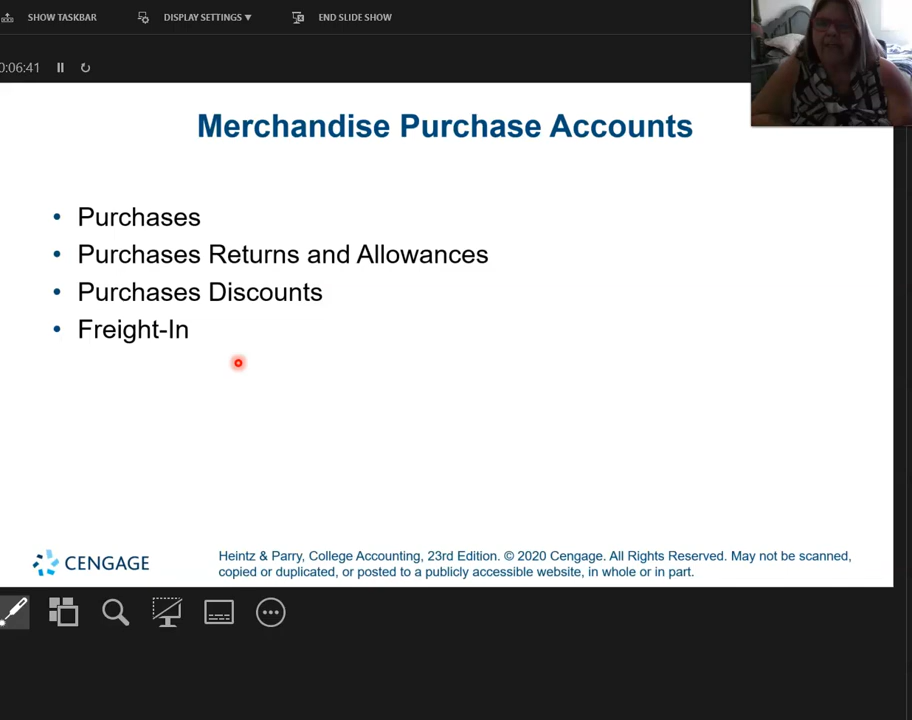 SHOW TASKBAR
DISPLAY SETTINGS ▼
END SLIDE SHOW
0:06:41
Merchandise Purchase Accounts
• Purchases
• Purchases Returns and Allowances
• Purchases Discounts
• Freight-In
CENGAGE
Heintz & Parry, College Accounting, 23rd Edition. © 2020 Cengage. All Rights Reserved. May not be scanned,
copied or duplicated, or posted to a publicly accessible website, in whole or in part.